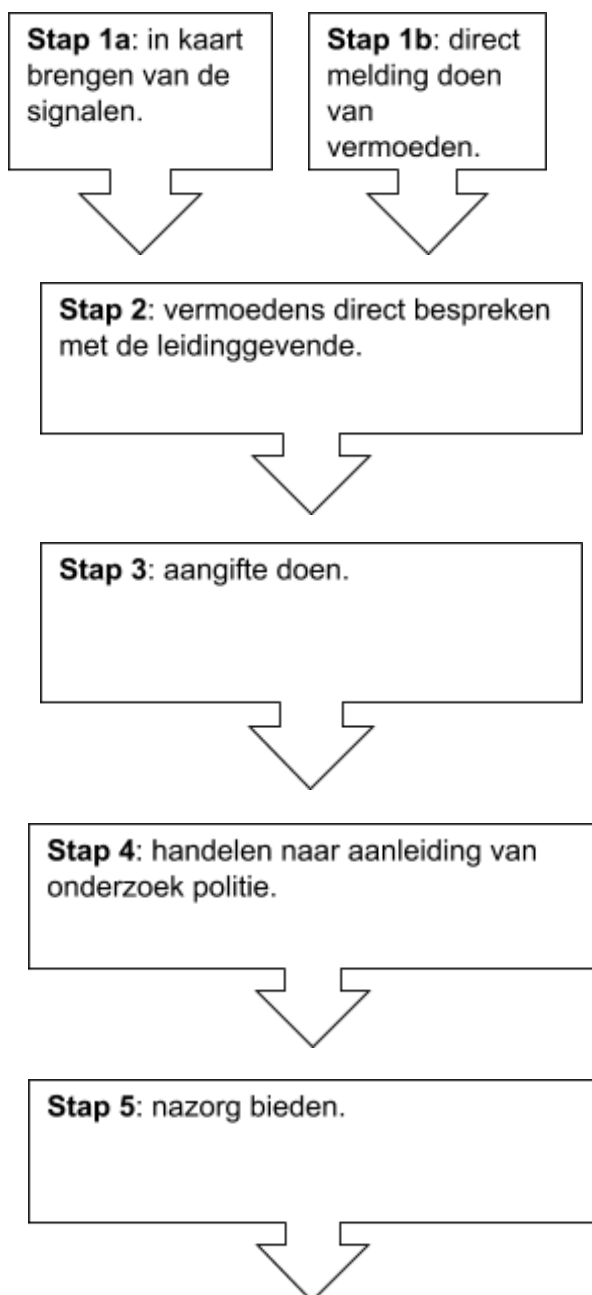 Stap 1a: in kaart
brengen van de
signalen.
Stap 1b: direct
melding doen
van
vermoeden.
Stap 2: vermoedens direct bespreken
met de leidinggevende.
Stap 3: aangifte doen.
Stap 4: handelen naar aanleiding van
onderzoek politie.
Stap 5: nazorg bieden.